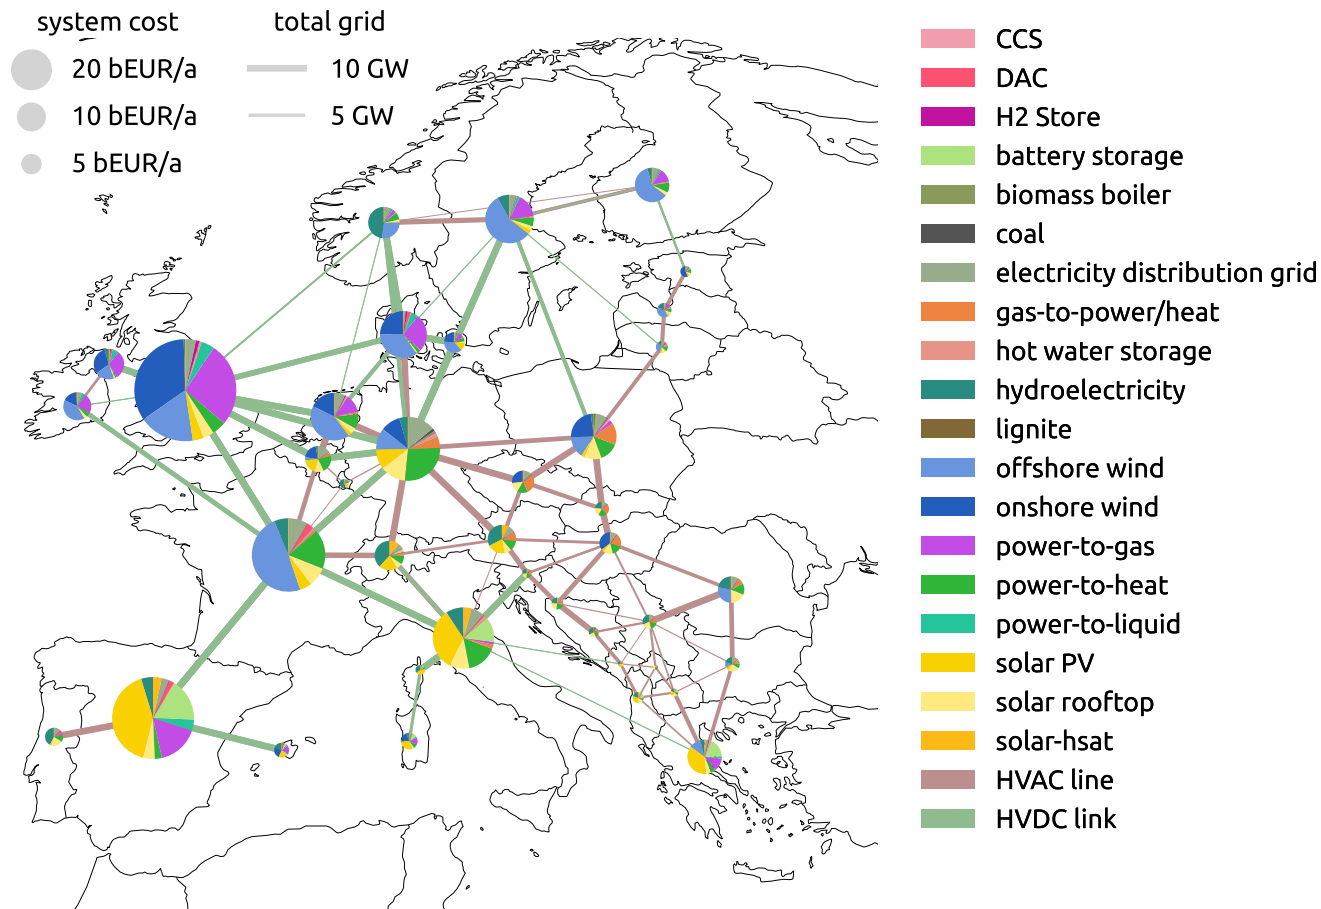 system cost
20 bEUR/a
10 bEUR/a
5 bEUR/a
total grid
10 GW
5 GW
CCS
DAC
H2 Store
battery storage
biomass boiler
coal
electricity distribution grid
gas-to-power/heat
hot water storage
hydroelectricity
lignite
offshore wind
onshore wind
power-to-gas
power-to-heat
power-to-liquid
solar PV
solar rooftop
solar-hsat
HVAC line
HVDC link